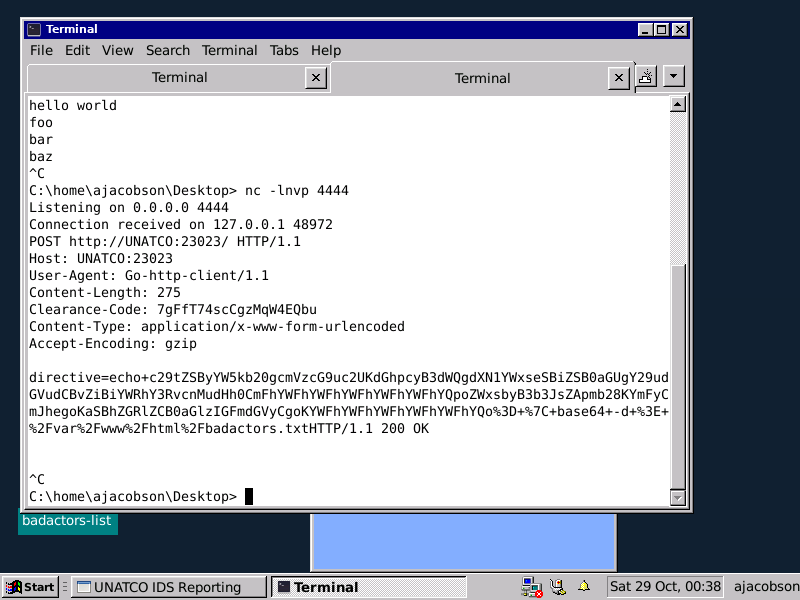 Terminal
File Edit View Search Terminal Tabs Help
Terminal
Terminal
hello world
foo
bar
baz
^C
C:\home\ajacobson\Desktop> nc -lnvp 4444
Listening on 0.0.0.0 4444
Connection received on 127.0.0.1 48972
POST http://UNATCO:23023/ HTTP/1.1
Host: UNATCO:23023
User-Agent: Go-http-client/1.1
Content-Length: 275
Clearance-Code: 7gFfT74scCgzMqW4EQbu
Content-Type: application/x-www-form-urlencoded
Accept-Encoding: gzip
directive=echo+c29tZSByYW5kb20gcmVzcG9uc2UKdGhpcyB3dWQgdXN1YWxseSBiZSB0aGUgY29ud
GVudCBvZiBiYWRhY3RvcnMudHh0CmFhYWFhYWFhYWFhYWFhYWFhYQpoZWxsbyB3b3JsZApmb28KYmFyC
mJhegoKaSBhZGRlZCB0aGlzIGFmdGVyCgoKYWFhYWFhYWFhYWFhYWFhYWFhYQo%3D+%7C+base64+-d+%3E+
%2Fvar%2Fwww%2Fhtml%2Fbadactors.txtHTTP/1.1 200 OK
^C
C:\home\ajacobson\Desktop>
badactors-list
Start
UNATCO IDS Reporting
Terminal
Sat 29 Oct, 00:38
ajacobson